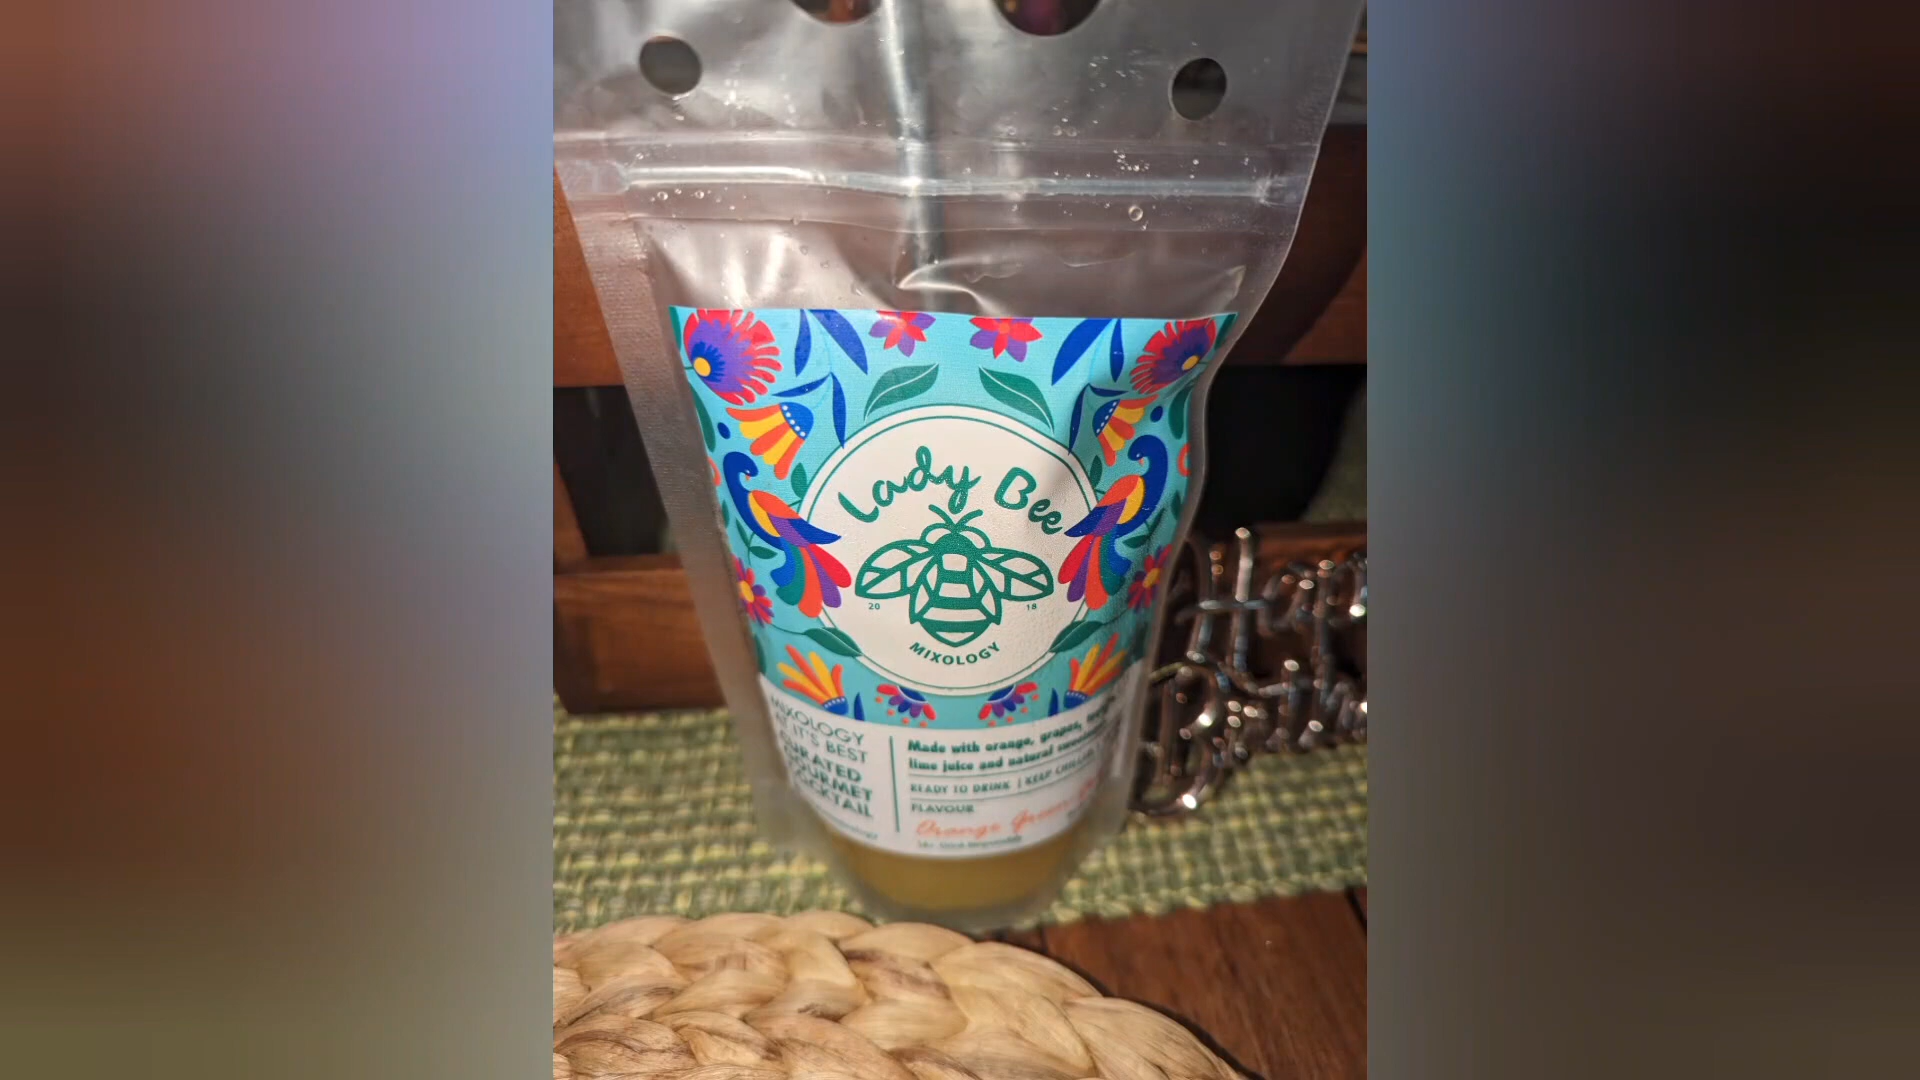 Lady Bee
20 18
MIXOLOGY
MIXOLOGY
AT IT'S BEST
CURATED
GOURMET
COCKTAIL
Made with orange, grapes,
lime juice and natural
READY TO DRINK | KEEP CHILLED
FLAVOUR
Orange
Happy